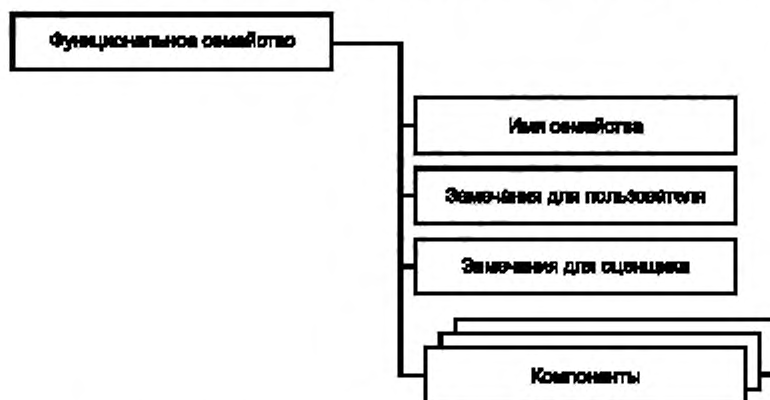 Функциональное семейство
Имя семейства
Замечания для пользователя
Замечания для оценщика
Компоненты